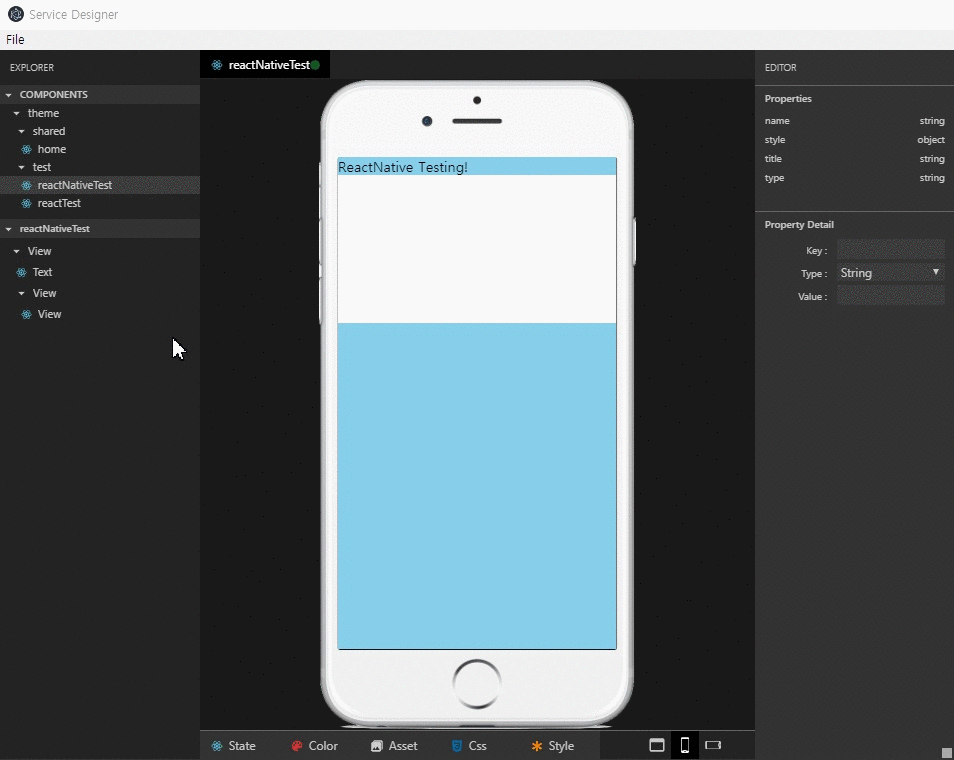 Service Designer
File
EXPLORER
COMPONENTS
theme
shared
home
test
reactNativeTest
reactTest
reactNativeTest
View
Text
View
View
reactNativeTest
ReactNative Testing!
State
Color
Asset
Css
Style
EDITOR
Properties
name string
style object
title string
type string
Property Detail
Key :
Type : String
Value :